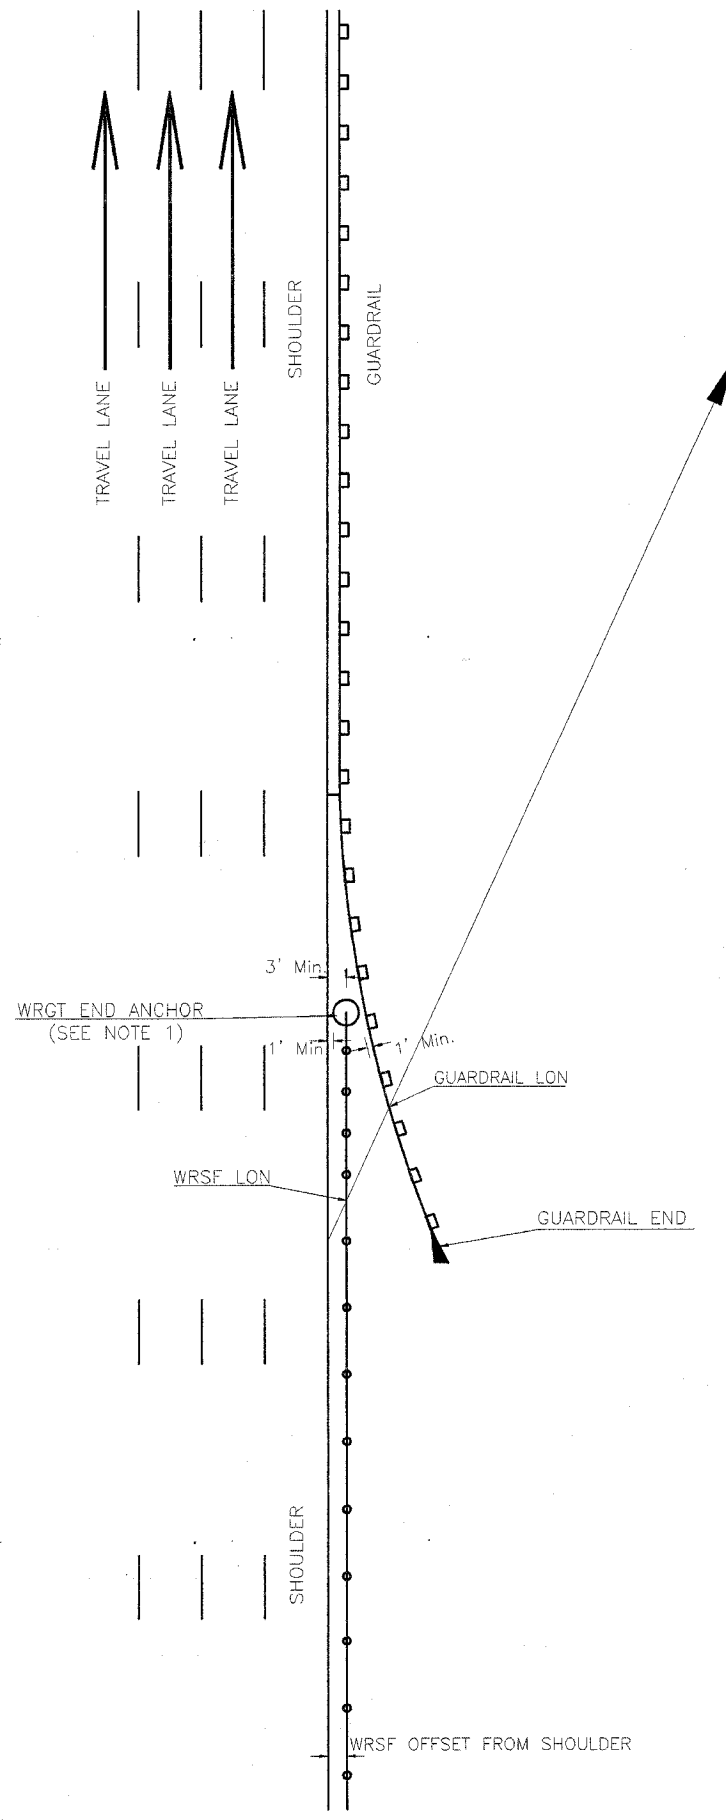 SHOULDER
GUARDRAIL
TRAVEL LANE
TRAVEL LANE
TRAVEL LANE
3' Min.
WRGT END ANCHOR
(SEE NOTE 1)
1' Min.
1' Min.
GUARDRAIL LON
WRSF LON
GUARDRAIL END
SHOULDER
WRSF OFFSET FROM SHOULDER